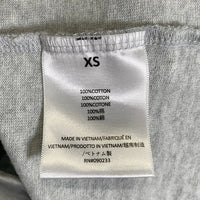 XS
100%COTTON
100%COTON
100%COTONE
100%棉
100%綿
MADE IN
VIETNAM/FABRIQUÉ EN
VIETNAM/PRODOTTO IN
VIETNAM/越南制造
/ベトナム製
RN#090233